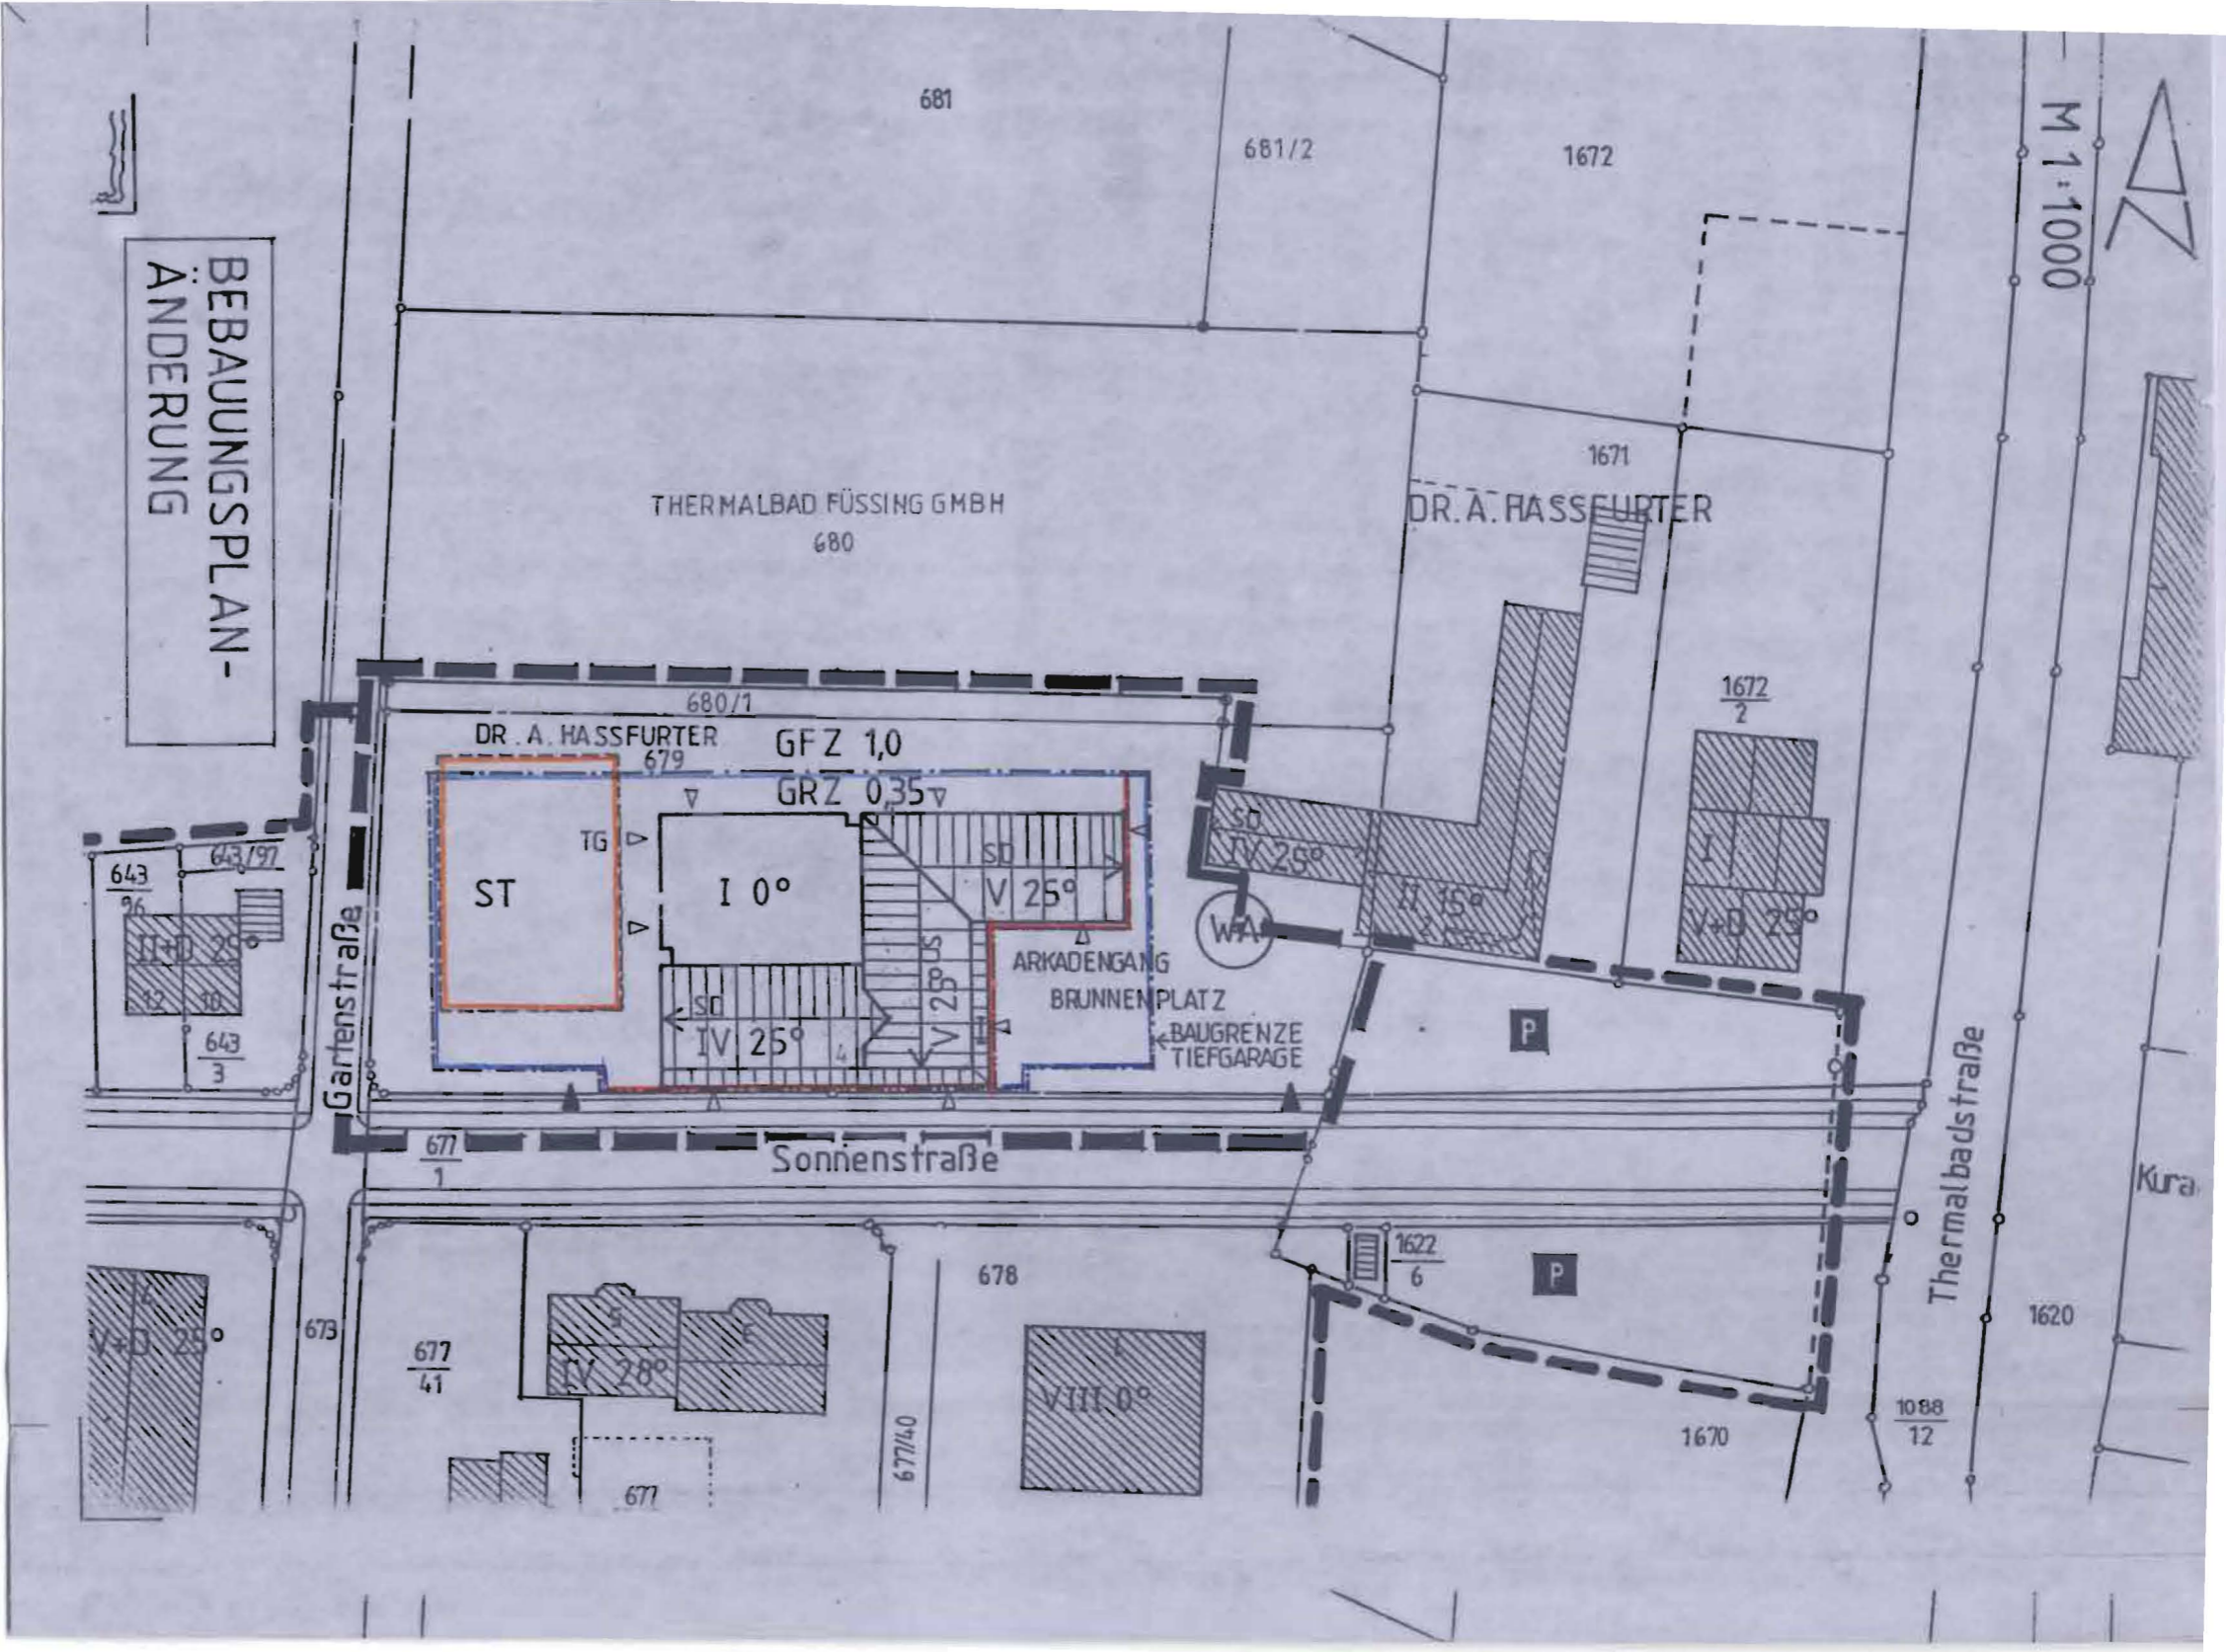 681
681/2
1672
M 1:1000
BEBAUUNGSPLAN-
ÄNDERUNG
1671
THERMALBAD FÜSSING GMBH
680
DR.A.HASSFURTER
1672
2
680/1
DR.A.HASSFURTER
679
GFZ 1,0
GRZ 0,35
TG
ST
I 0°
SD
V 25°
SD
IV 25°
II 15°
WA
I
V+D 25°
643/97
643
96
II+D 25°
12
10
643
3
Gartenstraße
SD
IV 25°
4
V 25° SD
ARKADENGANG
BRUNNENPLATZ
BAUGRENZE
TIEFGARAGE
P
Thermalbadstraße
677
1
Sonnenstraße
Kura
678
1622
6
P
V+D 25°
673
677
41
IV 28°
677/40
VIII 0°
1620
1670
1088
12
677